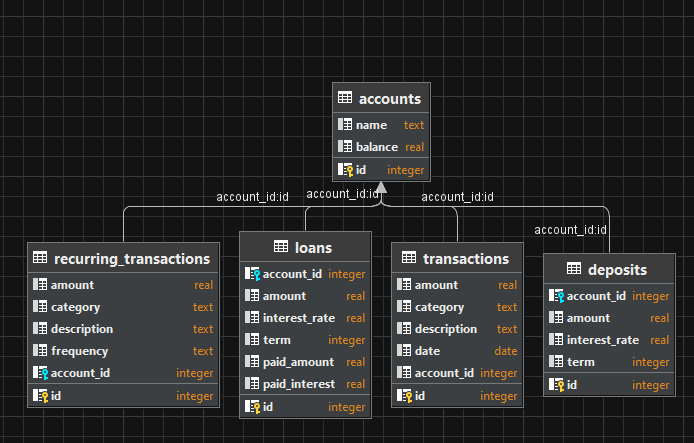 accounts
name text
balance real
id integer
account_id:id
account_id:id
account_id:id
account_id:id
recurring_transactions
amount real
category text
description text
frequency text
account_id integer
id integer
loans
account_id integer
amount real
interest_rate real
term integer
paid_amount real
paid_interest real
id integer
transactions
amount real
category text
description text
date date
account_id integer
id integer
deposits
account_id integer
amount real
interest_rate real
term integer
id integer